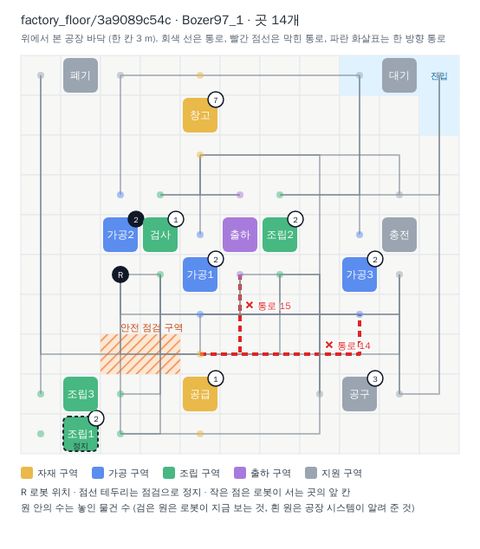 factory_floor/3a9089c54c · Bozer97_1 · 곳 14개
위에서 본 공장 바닥 (한 칸 3 m). 회색 선은 통로, 빨간 점선은 막힌 통로, 파란 화살표는 한 방향 통로
폐기
대기
전립
7
창고
2
1
2
가공2
검사
출하
조립2
충전
2
2
R
가공1
가공3
✕ 통로 15
안전 점검 구역
✕ 통로 14
1
3
조립3
공급
공구
2
조립1
정지
자재 구역
가공 구역
조립 구역
출하 구역
지원 구역
R 로봇 위치 · 점선 테두리는 점검으로 정지 · 작은 점은 로봇이 서는 곳의 앞 칸
원 안의 수는 놓인 물건 수 (검은 원은 로봇이 지금 보는 것, 흰 원은 공장 시스템이 알려 준 것)